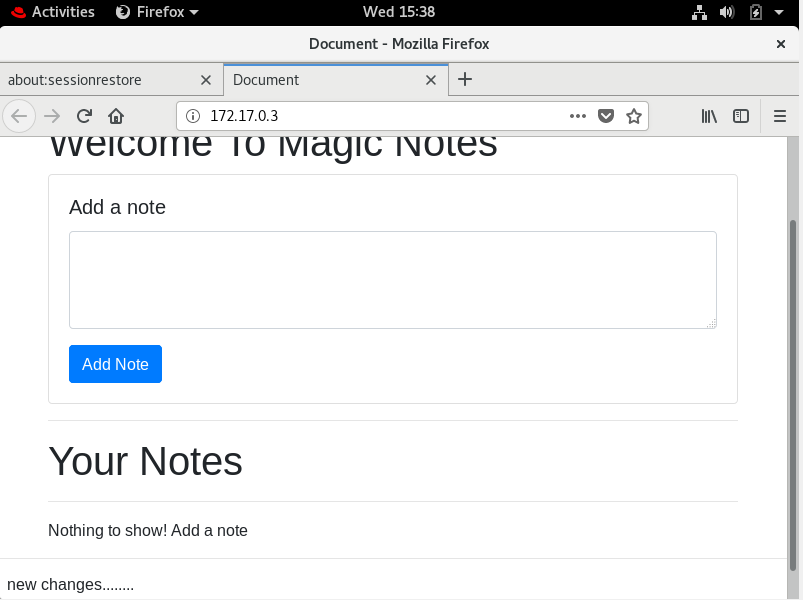 Activities Firefox Wed 15:38
Document - Mozilla Firefox
about:sessionrestore Document
172.17.0.3
Welcome To Magic Notes
Add a note
Add Note
Your Notes
Nothing to show! Add a note
new changes........